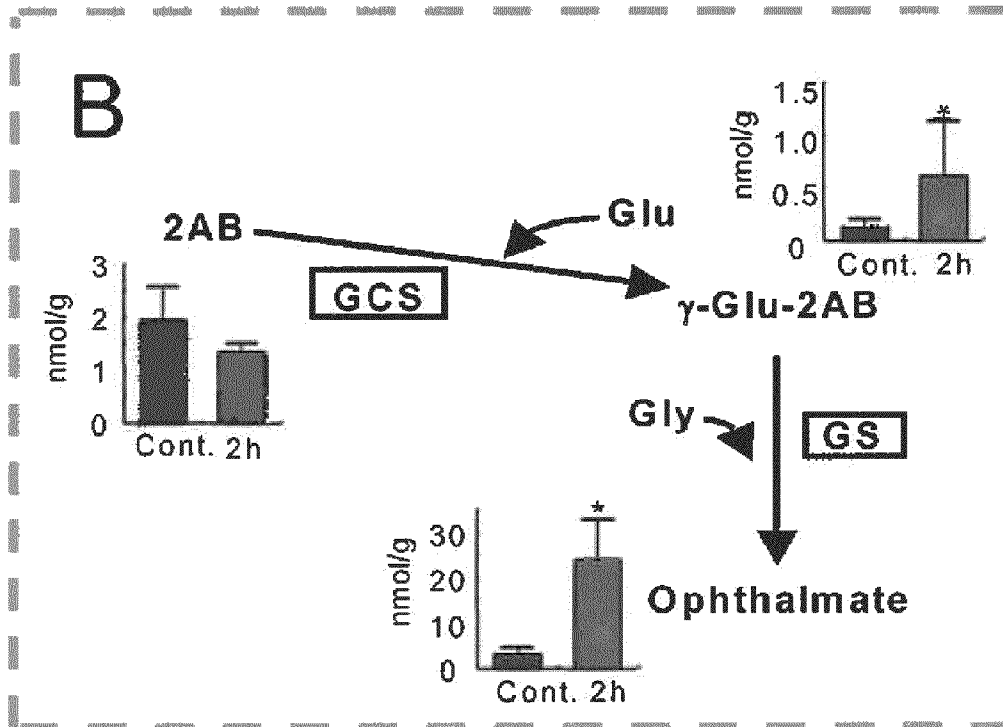 B
nmol/g
1.5
1.0
0.5
0
*
Cont. 2h
2AB
Glu
GCS
γ-Glu-2AB
nmol/g
3
2
1
0
Cont. 2h
Gly
GS
nmol/g
30
20
10
0
*
Cont. 2h
Ophthalmate